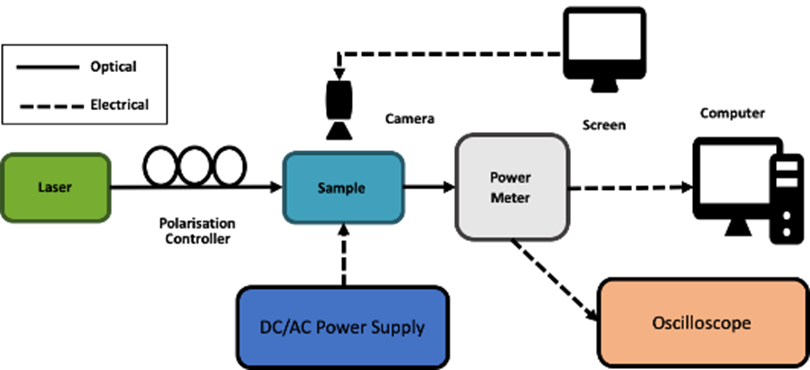 Optical
Electrical
Camera
Screen
Computer
Laser
Polarisation
Controller
Sample
Power
Meter
DC/AC Power Supply
Oscilloscope